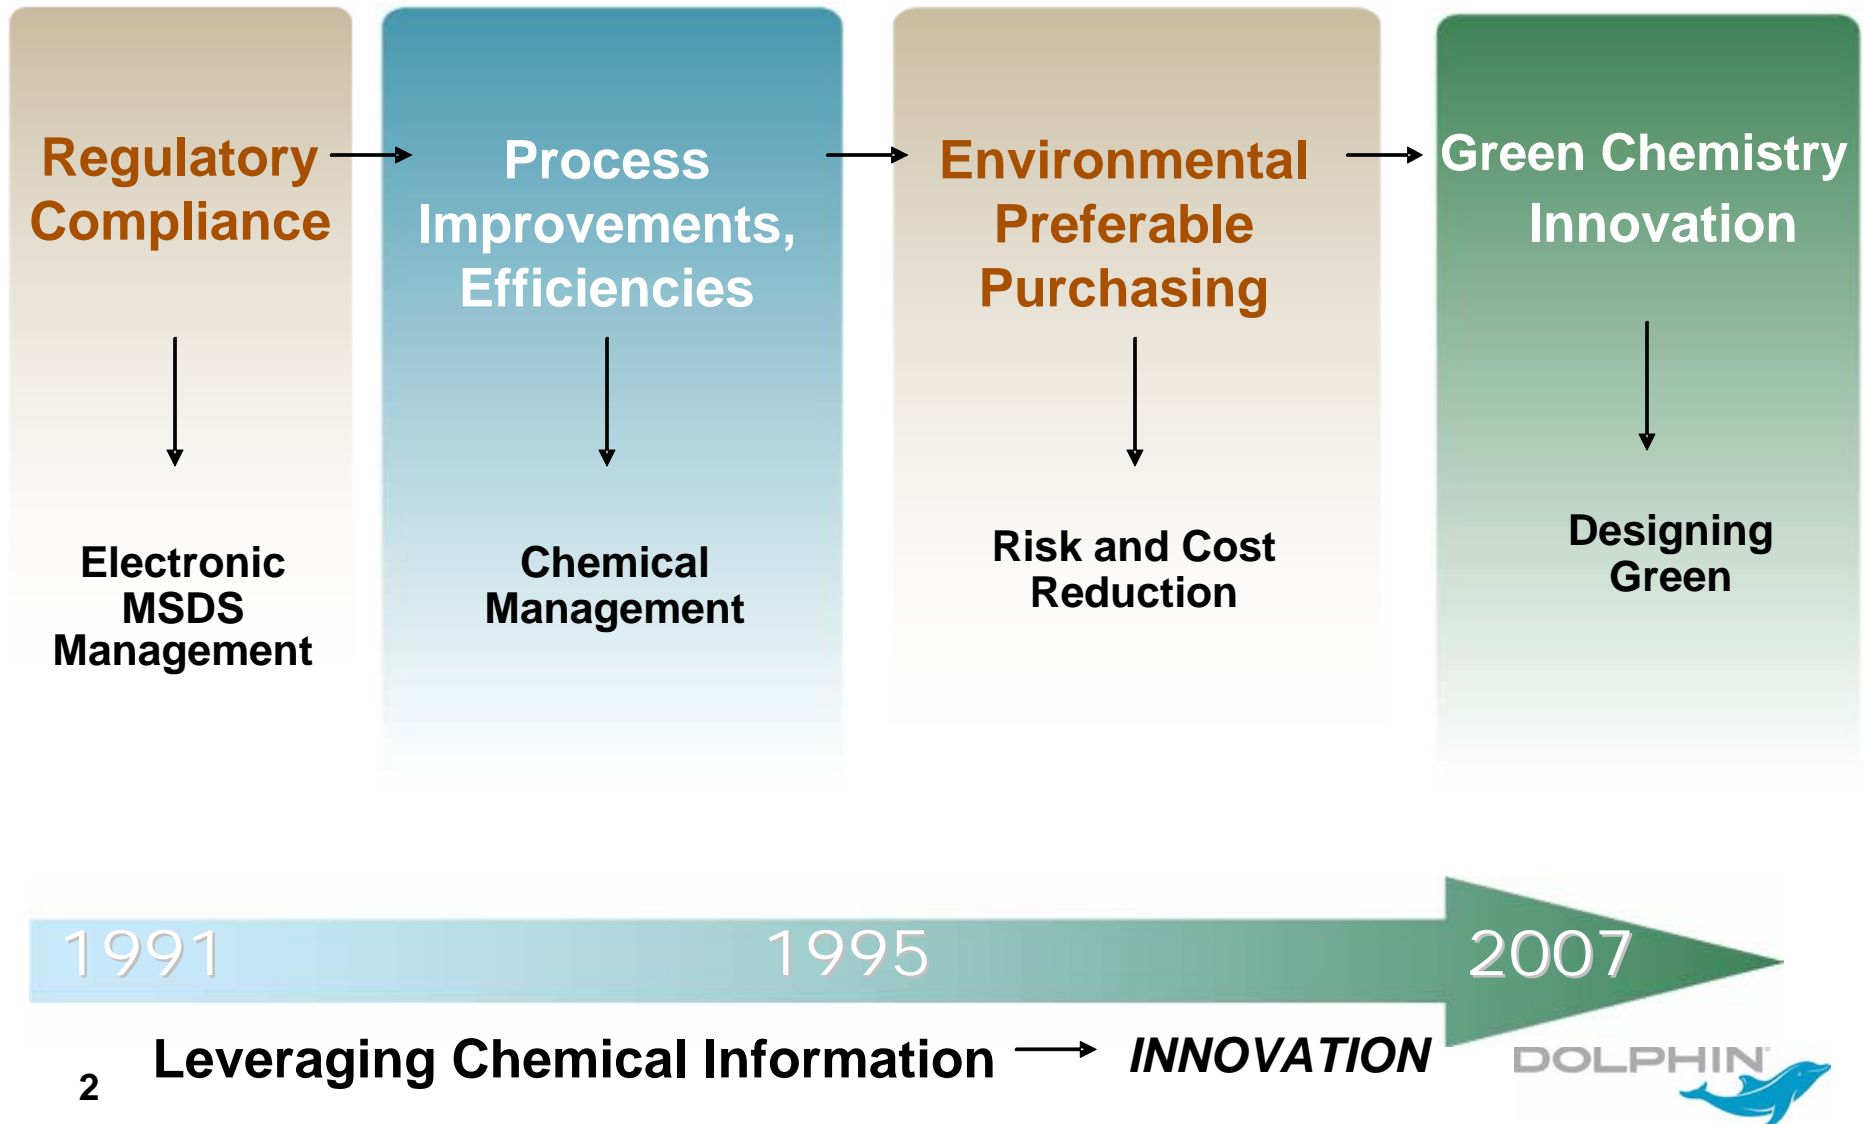 Regulatory
Compliance
Process
Improvements,
Efficiencies
Environmental
Preferable
Purchasing
Green Chemistry
Innovation
Electronic
MSDS
Management
Chemical
Management
Risk and Cost
Reduction
Designing
Green
1991
1995
2007
Leveraging Chemical Information
INNOVATION
2
DOLPHIN